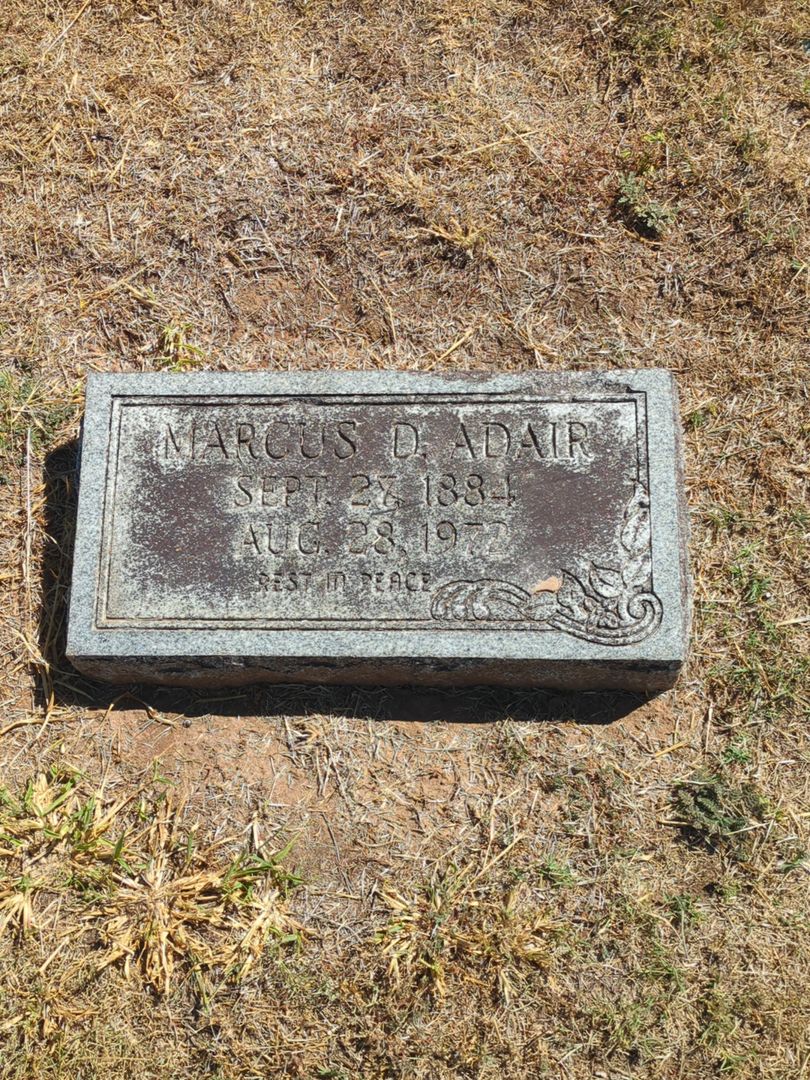 MARCUS D. ADAIR
SEPT. 27, 1884
AUG. 28, 1972
REST IN PEACE